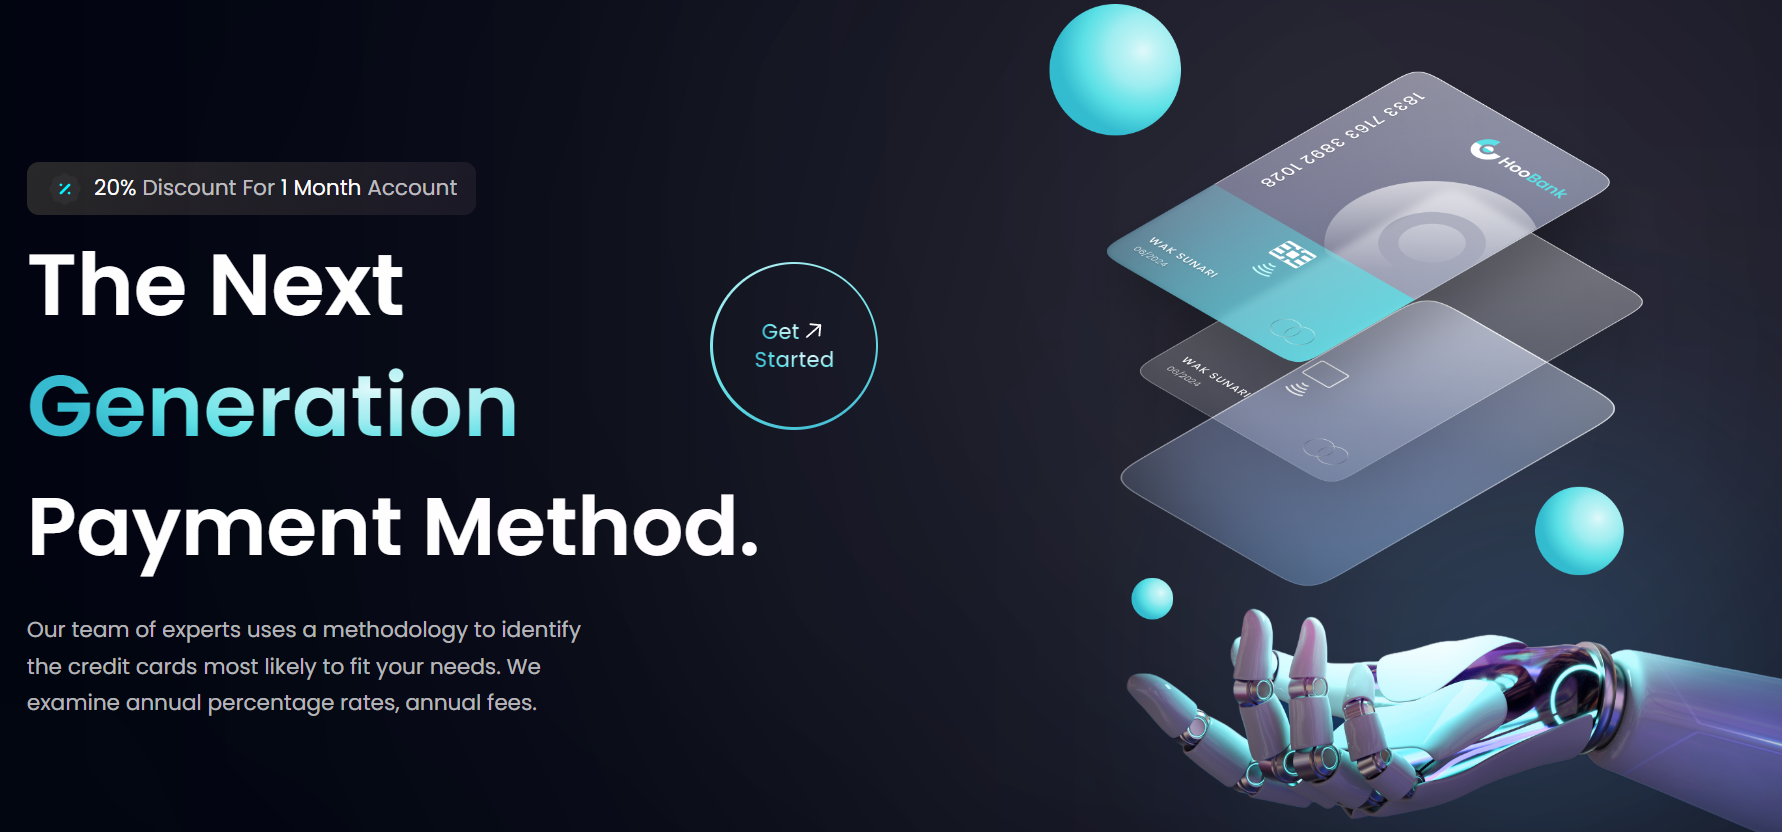 20% Discount For 1 Month Account
The Next
Generation
Payment Method.
Our team of experts uses a methodology to identify
the credit cards most likely to fit your needs. We
examine annual percentage rates, annual fees.
Get
Started
1833 7163 3892 1028
HooBank
WAK SUNARI
08/2024
WAK SUNARI
08/2024